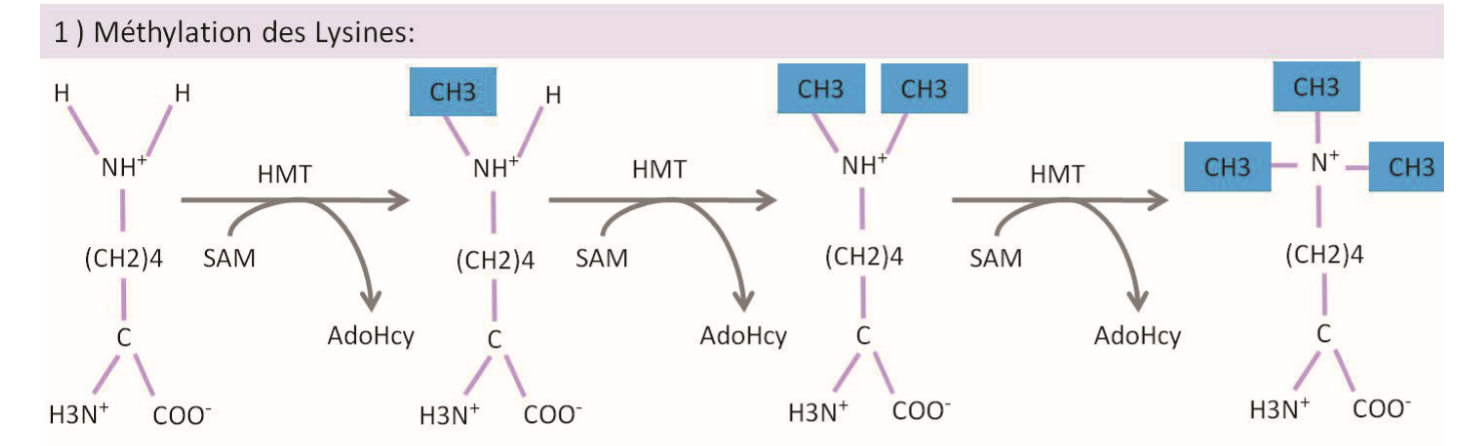 1 ) Méthylation des Lysines:
H H CH3 H CH3 CH3 CH3
NH⁺ HMT NH⁺ HMT NH⁺ HMT CH3 N⁺ CH3
(CH2)4 SAM (CH2)4 SAM (CH2)4 SAM (CH2)4
C AdoHcy C AdoHcy C AdoHcy C
H3N⁺ COO⁻ H3N⁺ COO⁻ H3N⁺ COO⁻ H3N⁺ COO⁻